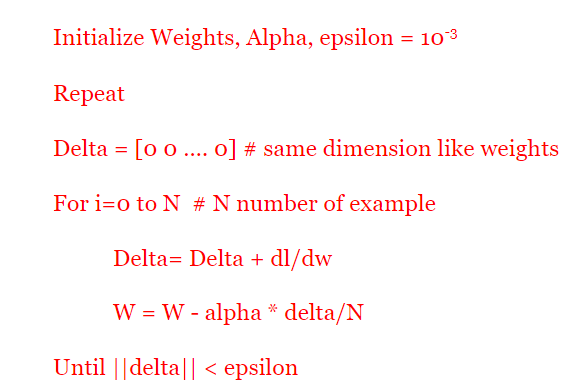 Initialize Weights, Alpha, epsilon = 10⁻³
Repeat
Delta = [0 0 .... 0] # same dimension like weights
For i=0 to N  # N number of example
Delta= Delta + dl/dw
W = W - alpha * delta/N
Until ||delta|| < epsilon